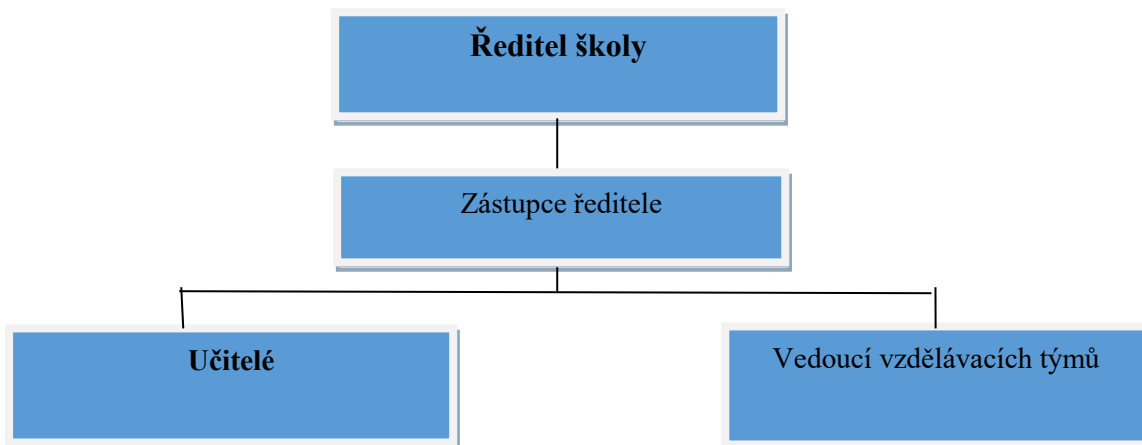 Ředitel školy
Zástupce ředitele
Učitelé
Vedoucí vzdělávacích týmů